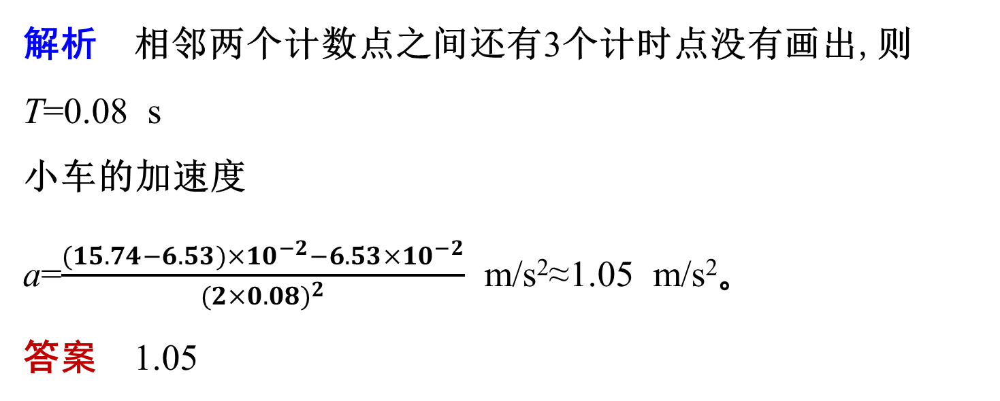 解析 相邻两个计数点之间还有3个计时点没有画出, 则
T=0.08 s
小车的加速度
a=\frac{(15.74−6.53)×10^{−2}−6.53×10^{−2}}{(2×0.08)^2} m/s²≈1.05 m/s²。
答案 1.05